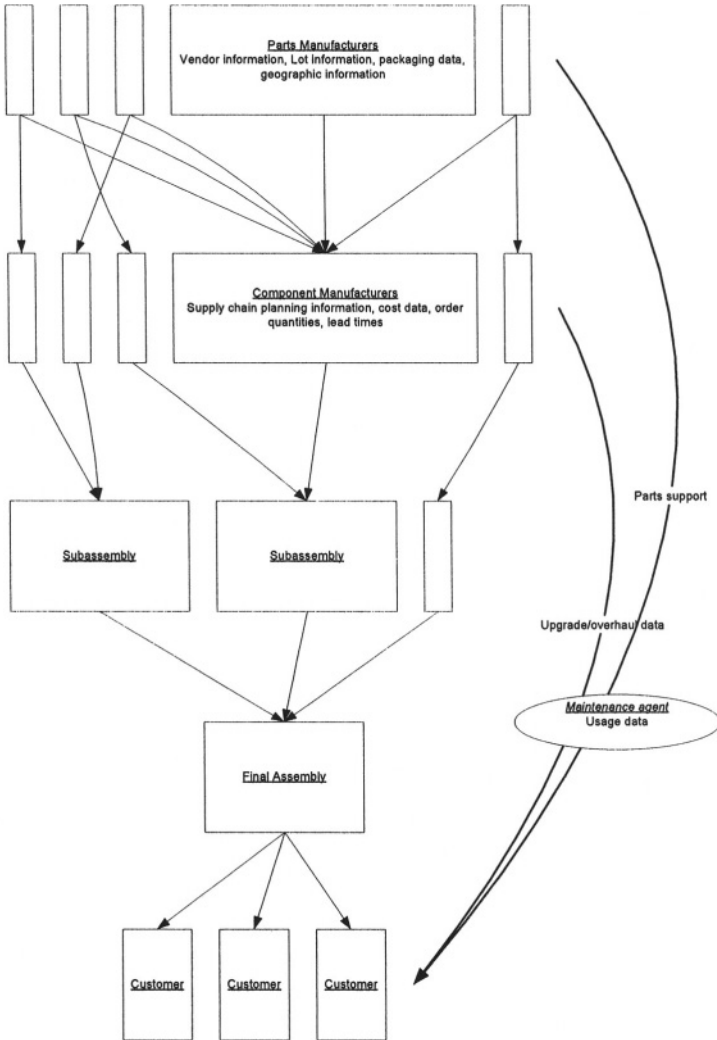 Parts Manufacturers
Vendor information, Lot information, packaging data,
geographic information
Component Manufacturers
Supply chain planning information, cost data, order
quantities, lead times
Parts support
Subassembly
Subassembly
Upgrade/overhaul data
Maintenance agent
Usage data
Final Assembly
Customer
Customer
Customer